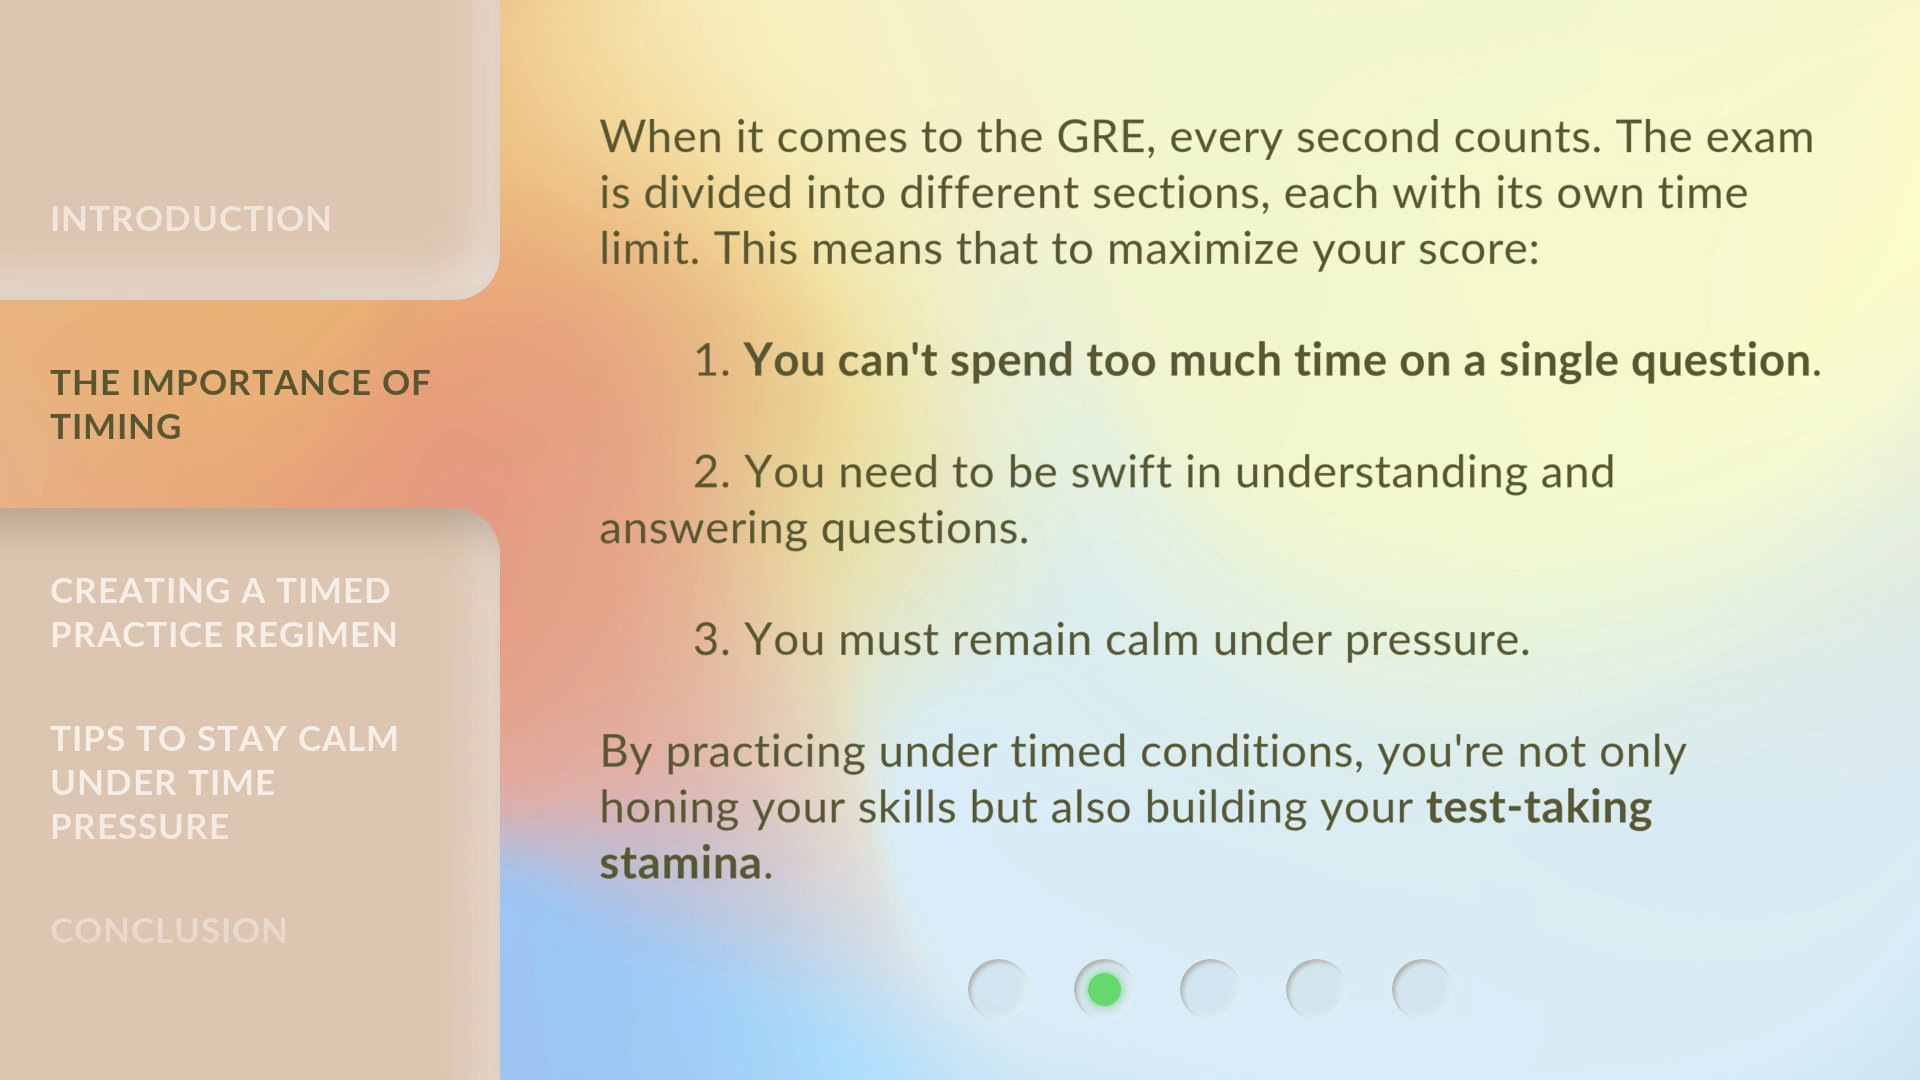 INTRODUCTION
THE IMPORTANCE OF
TIMING
CREATING A TIMED
PRACTICE REGIMEN
TIPS TO STAY CALM
UNDER TIME
PRESSURE
CONCLUSION
When it comes to the GRE, every second counts. The exam
is divided into different sections, each with its own time
limit. This means that to maximize your score:
1. You can't spend too much time on a single question.
2. You need to be swift in understanding and
answering questions.
3. You must remain calm under pressure.
By practicing under timed conditions, you're not only
honing your skills but also building your test-taking
stamina.